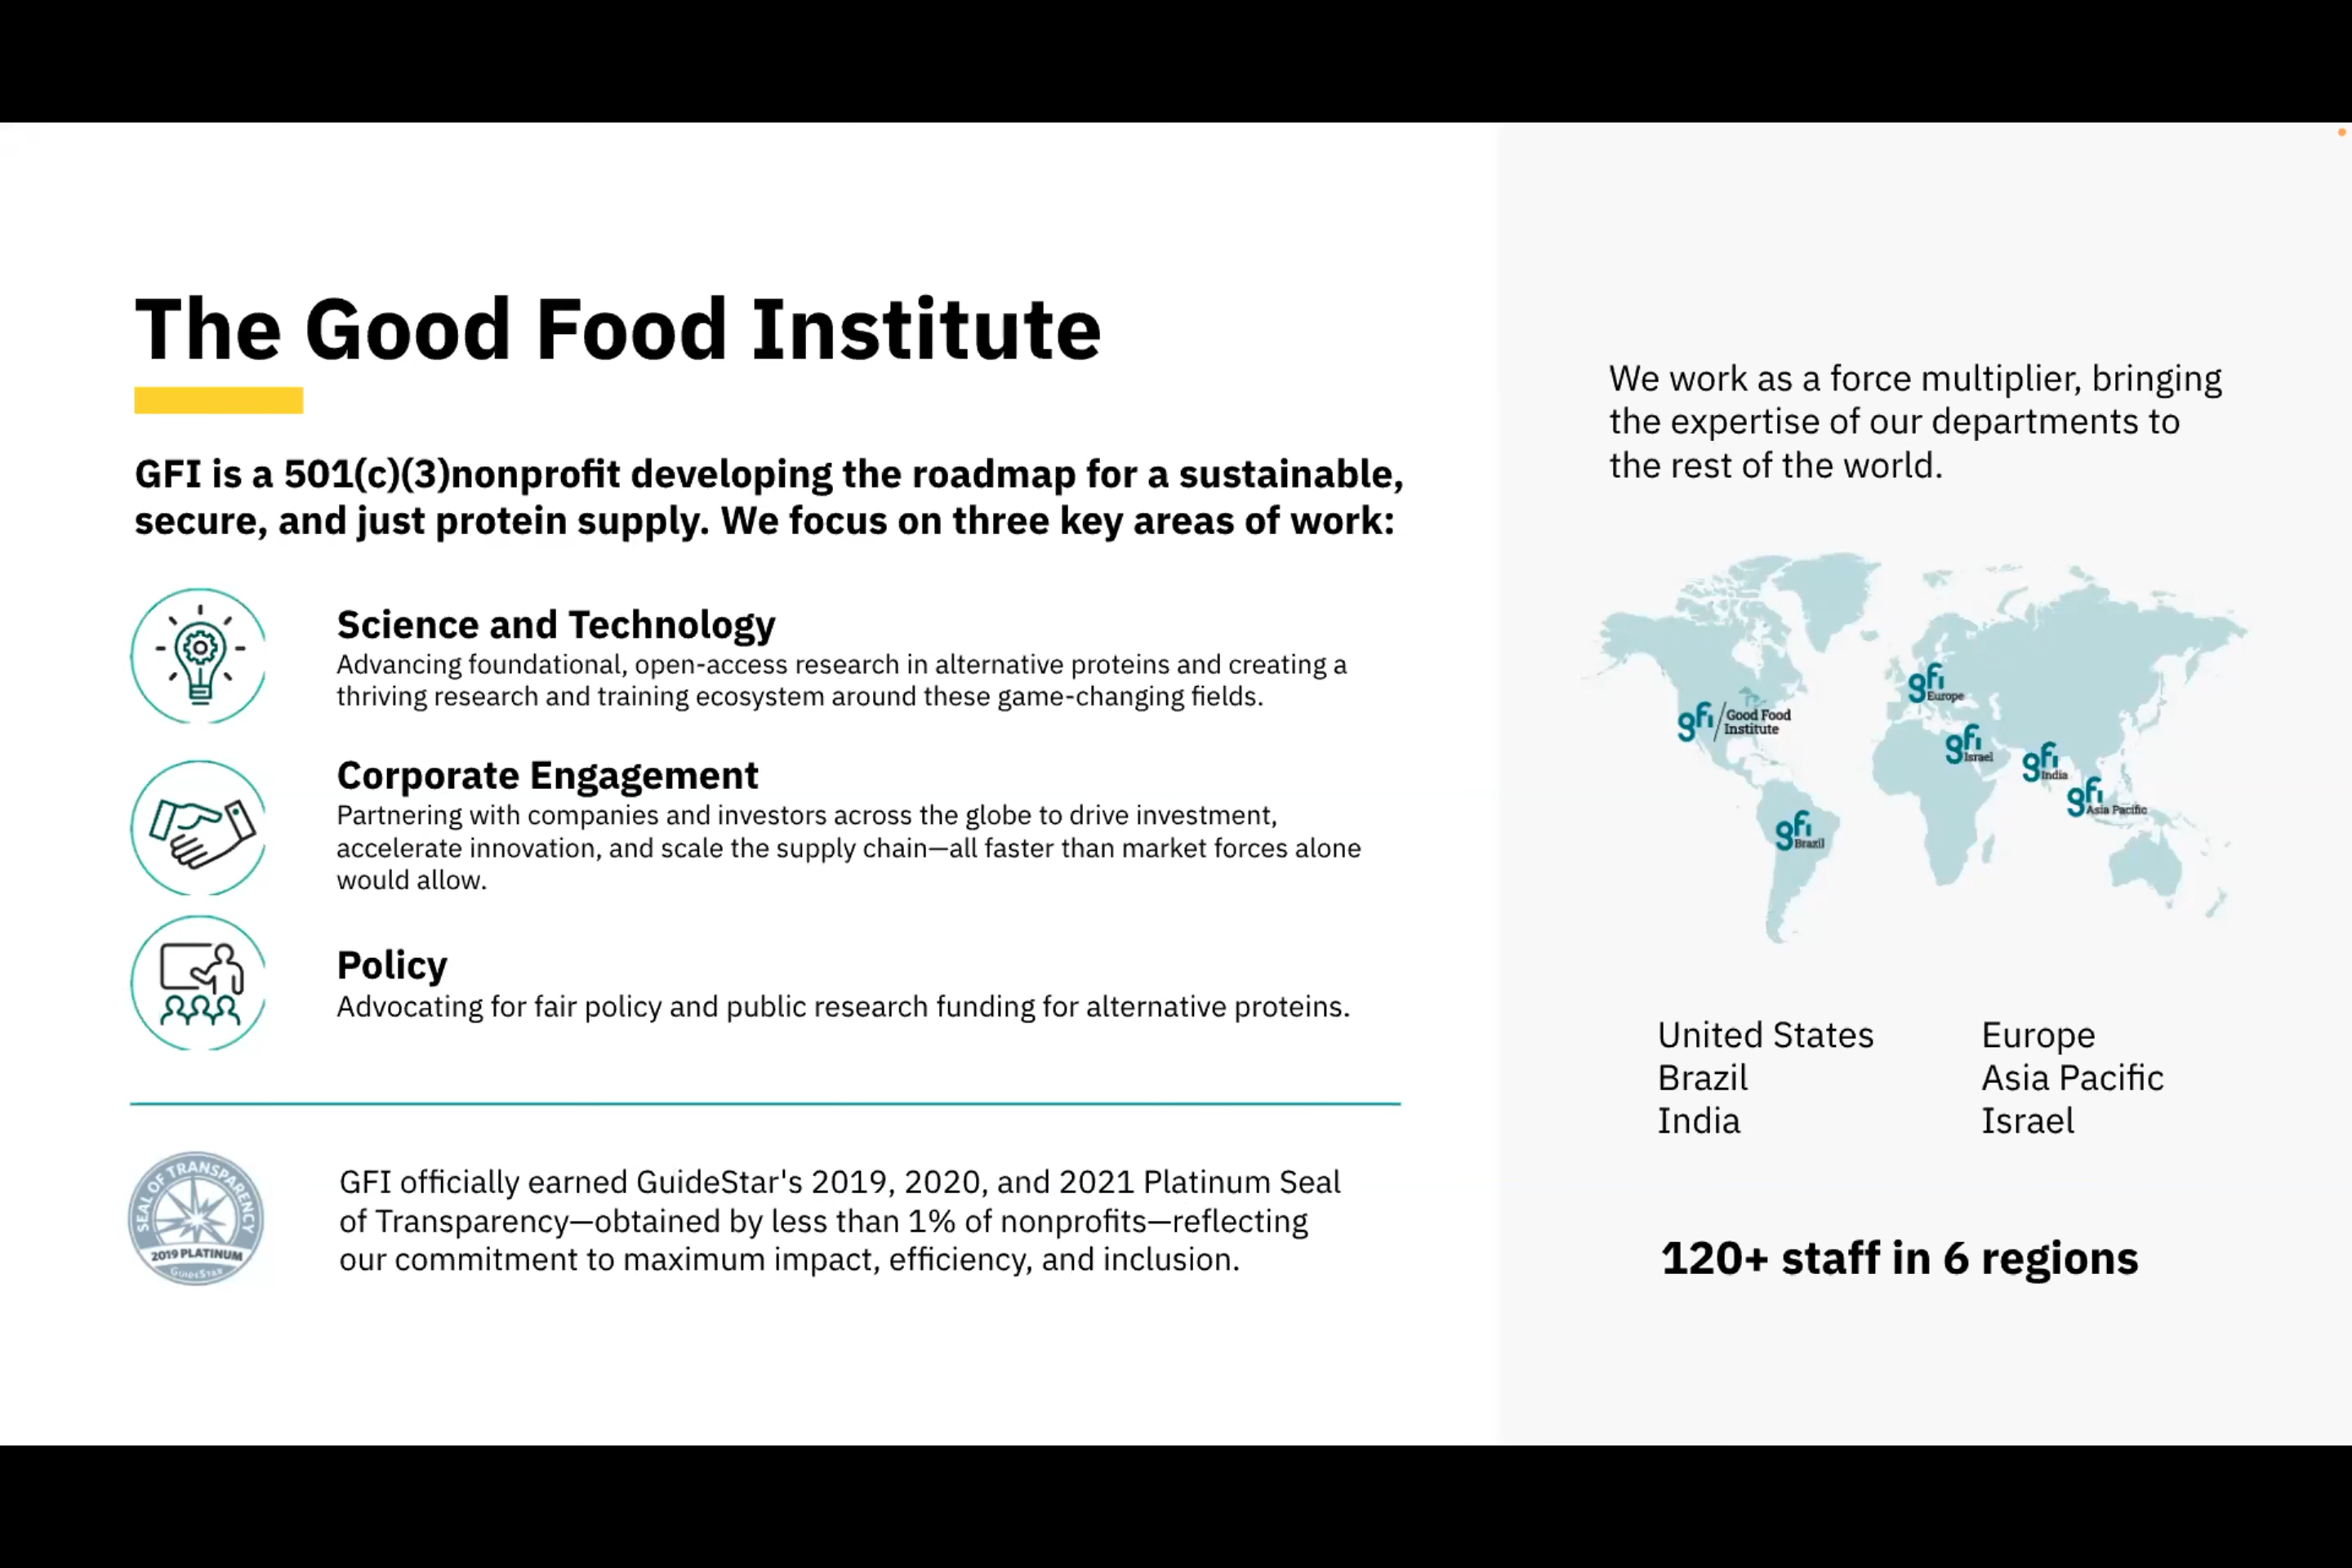 The Good Food Institute
GFI is a 501(c)(3)nonprofit developing the roadmap for a sustainable,
secure, and just protein supply. We focus on three key areas of work:
Science and Technology
Advancing foundational, open-access research in alternative proteins and creating a
thriving research and training ecosystem around these game-changing fields.
Corporate Engagement
Partnering with companies and investors across the globe to drive investment,
accelerate innovation, and scale the supply chain—all faster than market forces alone
would allow.
Policy
Advocating for fair policy and public research funding for alternative proteins.
SEAL OF TRANSPARENCY
2019 PLATINUM
GuideStar
GFI officially earned GuideStar's 2019, 2020, and 2021 Platinum Seal
of Transparency—obtained by less than 1% of nonprofits—reflecting
our commitment to maximum impact, efficiency, and inclusion.
We work as a force multiplier, bringing
the expertise of our departments to
the rest of the world.
gfi Europe
gfi / Good Food
Institute
gfi Israel
gfi India
gfi Asia Pacific
gfi Brazil
United States
Brazil
India
Europe
Asia Pacific
Israel
120+ staff in 6 regions